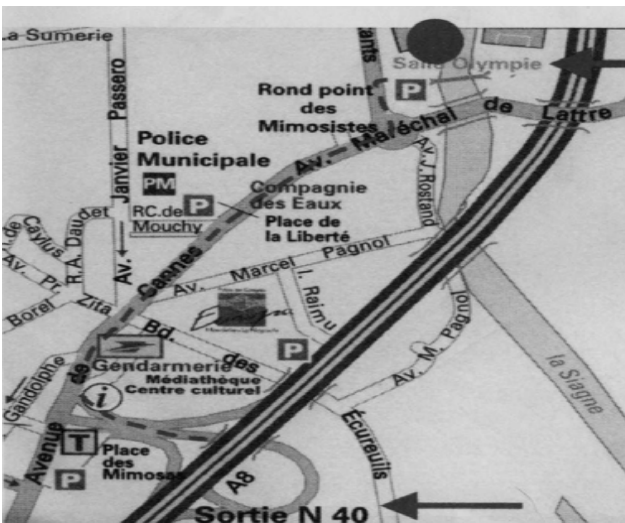 La Sumerie
Av. Janvier Passero
Salle Olympie
P
Rond point
des
Mimosistes
Av. Maréchal de Lattre
Police
Municipale
PM
P
Compagnie
des Eaux
RC.de
Mouchy
Place de
la Liberté
Av. J. Rostand
R.A. Daudet
Caylus
Av. Pr.
Borel
Zita
Av. Marcel Pagnol
I. Raimu
Bd. des Écureuils
P
Gendarmerie
Médiathèque
Centre culturel
i
Gandolphe
Avenue de Cannes
T
Place
des
Mimosas
P
Av. M. Pagnol
la Siagne
A8
Sortie N 40